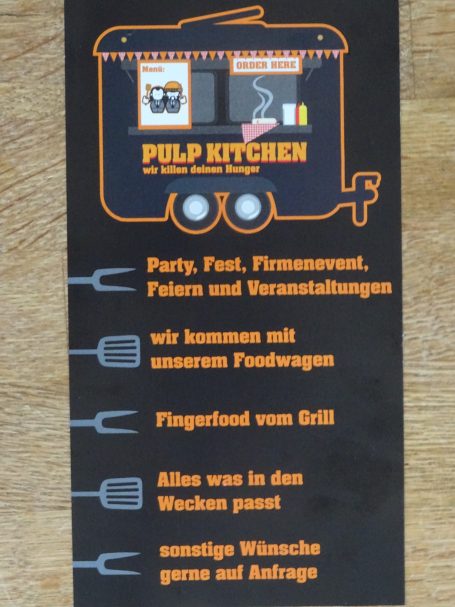 ORDER HERE
Menü:
PULP KITCHEN
wir killen deinen Hunger
Party, Fest, Firmenevent,
Feiern und Veranstaltungen
wir kommen mit
unserem Foodwagen
Fingerfood vom Grill
Alles was in den
Wecken passt
sonstige Wünsche
gerne auf Anfrage